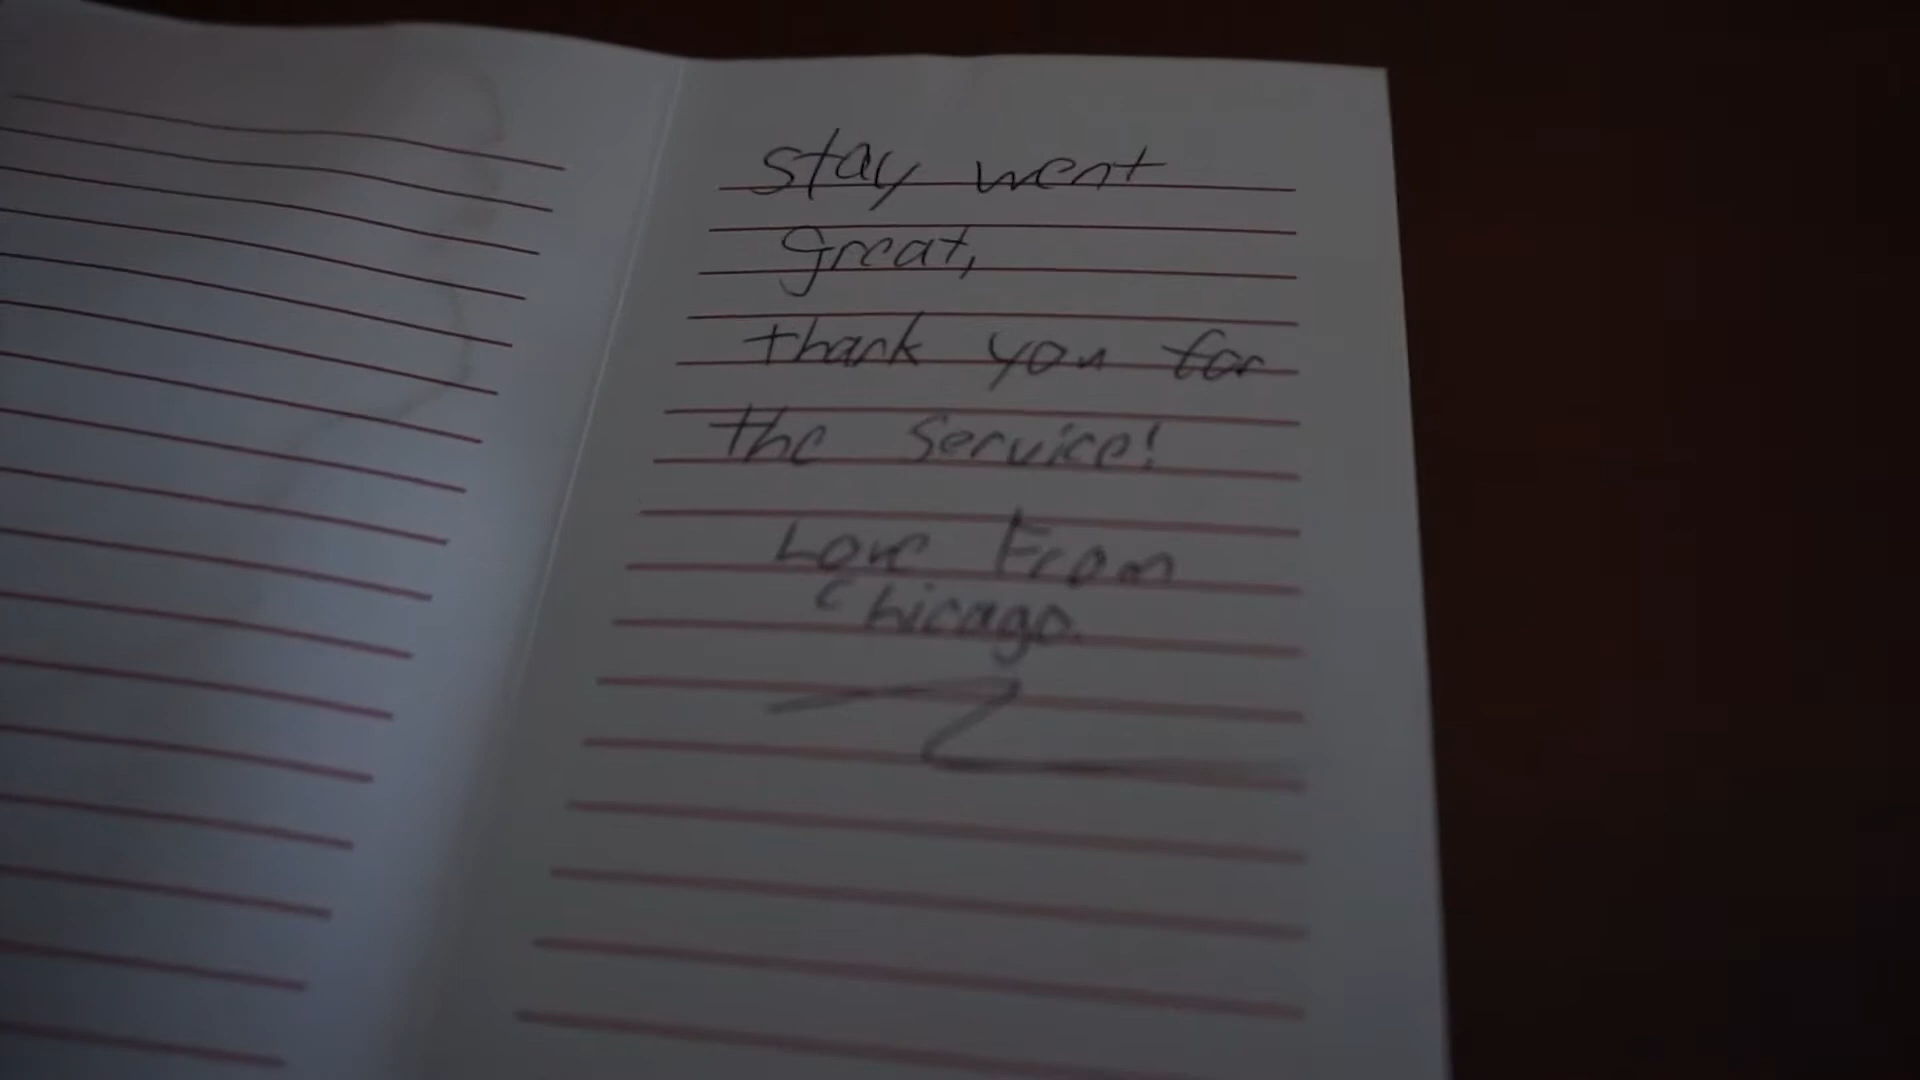 stay went
great,
thank you for
the Service!
Love From
Chicago.